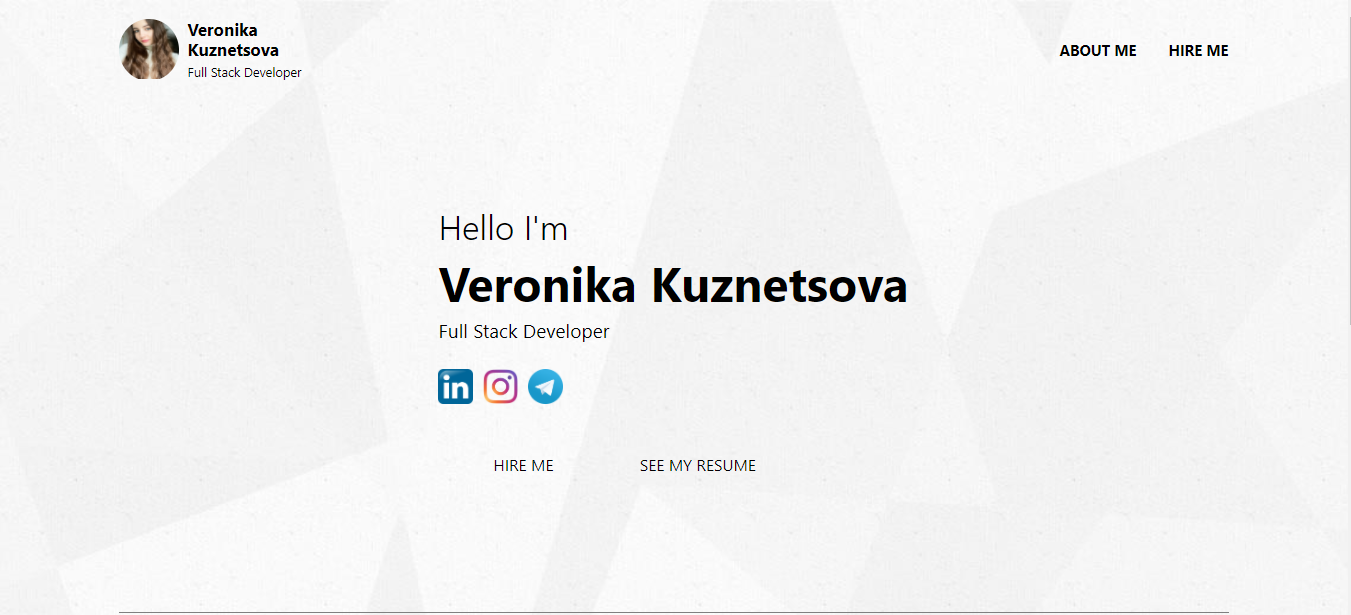 Veronika
Kuznetsova
Full Stack Developer
ABOUT ME
HIRE ME
Hello I'm
Veronika Kuznetsova
Full Stack Developer
in
HIRE ME
SEE MY RESUME